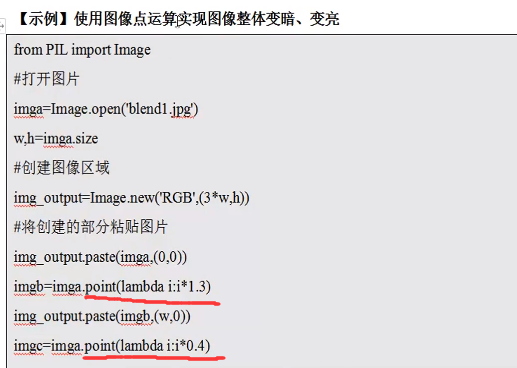 【示例】使用图像点运算实现图像整体变暗、变亮
from PIL import Image
#打开图片
imga=Image.open('blend1.jpg')
w,h=imga.size
#创建图像区域
img_output=Image.new('RGB',(3*w,h))
#将创建的部分粘贴图片
img_output.paste(imga,(0,0))
imgb=imga.point(lambda i:i*1.3)
img_output.paste(imgb,(w,0))
imgc=imga.point(lambda i:i*0.4)